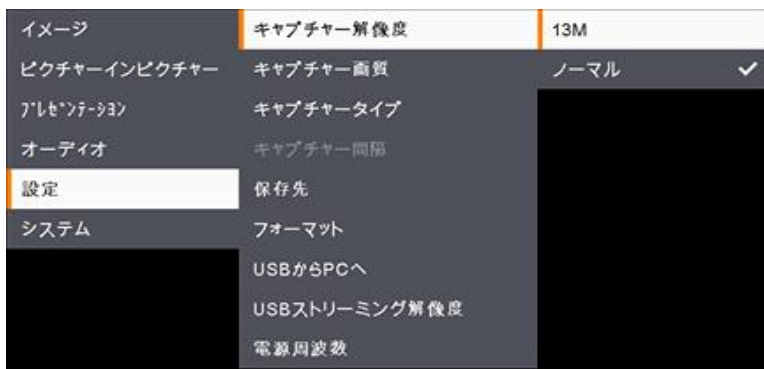 イメージ
ピクチャーインピクチャー
プレゼンテーション
オーディオ
設定
システム
キャプチャー解像度
キャプチャー画質
キャプチャータイプ
キャプチャー間隔
保存先
フォーマット
USBからPCへ
USBストリーミング解像度
電源周波数
13M
ノーマル